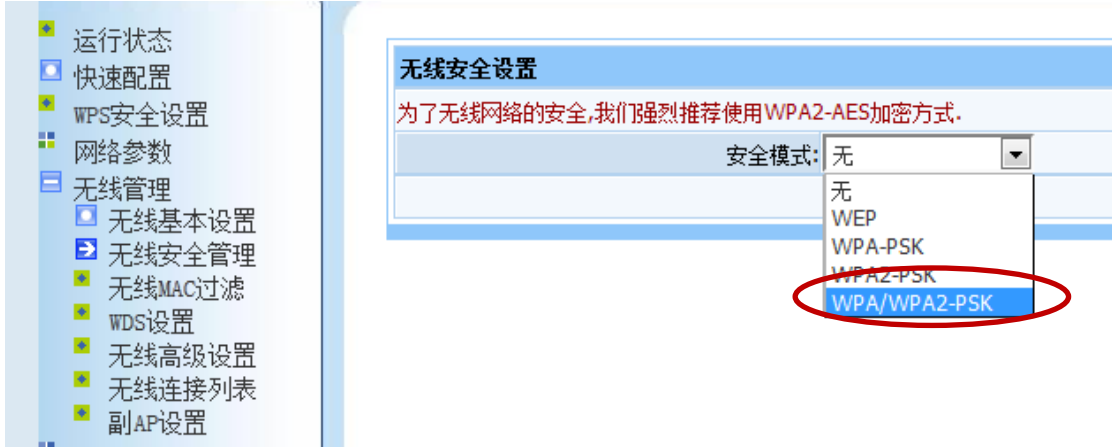 运行状态
快速配置
WPS安全设置
网络参数
无线管理
无线基本设置
无线安全管理
无线MAC过滤
WDS设置
无线高级设置
无线连接列表
副AP设置
无线安全设置
为了无线网络的安全,我们强烈推荐使用WPA2-AES加密方式.
安全模式: 无
无
WEP
WPA-PSK
WPA2-PSK
WPA/WPA2-PSK